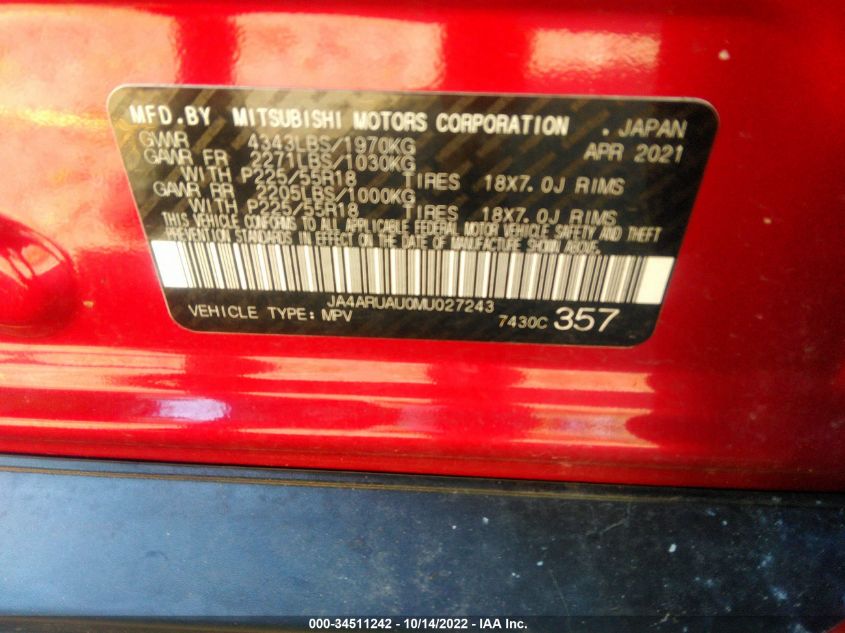 MFD.BY MITSUBISHI MOTORS CORPORATION . JAPAN
GVWR 4343LBS/1970KG APR 2021
GAWR FR 2271LBS/1030KG
WITH P225/55R18 TIRES 18X7.0J RIMS
GAWR RR 2205LBS/1000KG
WITH P225/55R18 TIRES 18X7.0J RIMS
THIS VEHICLE CONFORMS TO ALL APPLICABLE FEDERAL MOTOR VEHICLE SAFETY AND THEFT
PREVENTION STANDARDS IN EFFECT ON THE DATE OF MANUFACTURE SHOWN ABOVE.
JA4ARUAU0MU027243
VEHICLE TYPE: MPV 7430C 357
000-34511242 | 10/14/2022 - IAA Inc.